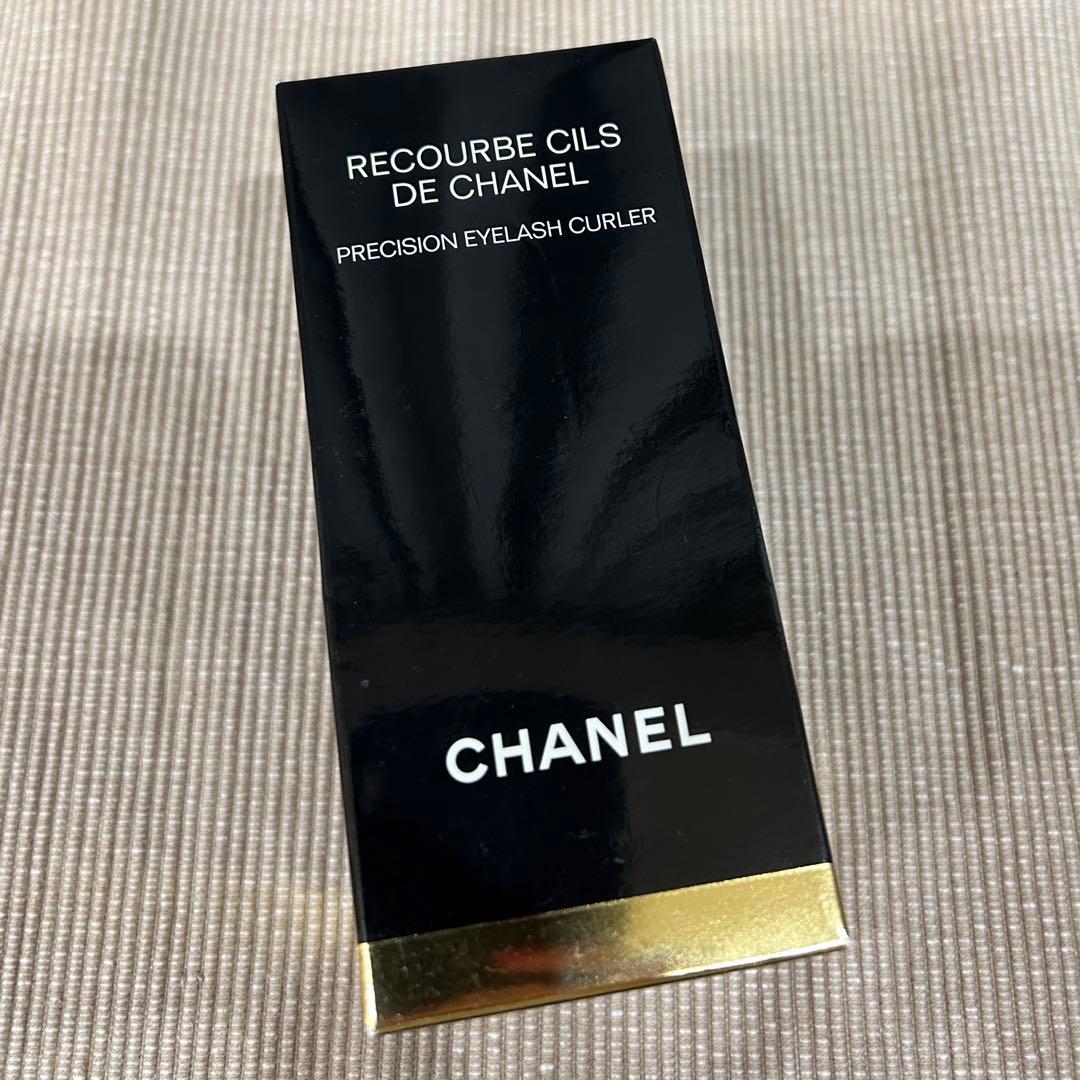 RECOURBE CILS
DE CHANEL
PRECISION EYELASH CURLER
CHANEL